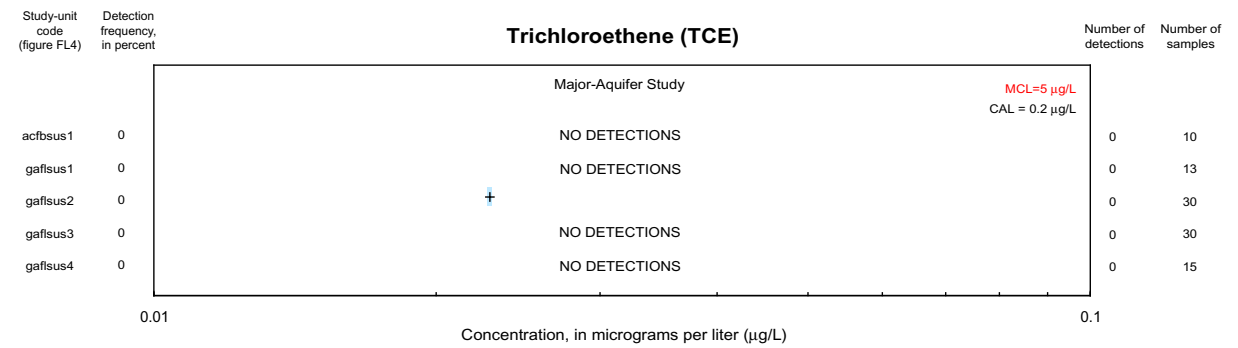 Study-unit
code
(figure FL4)
Detection
frequency,
in percent
Trichloroethene (TCE)
Number of
detections
Number of
samples
Major-Aquifer Study
MCL=5 µg/L
CAL = 0.2 µg/L
acfbsus1 0 NO DETECTIONS 0 10
gaflsus1 0 NO DETECTIONS 0 13
gaflsus2 0 + 0 30
gaflsus3 0 NO DETECTIONS 0 30
gaflsus4 0 NO DETECTIONS 0 15
0.01 0.1
Concentration, in micrograms per liter (µg/L)